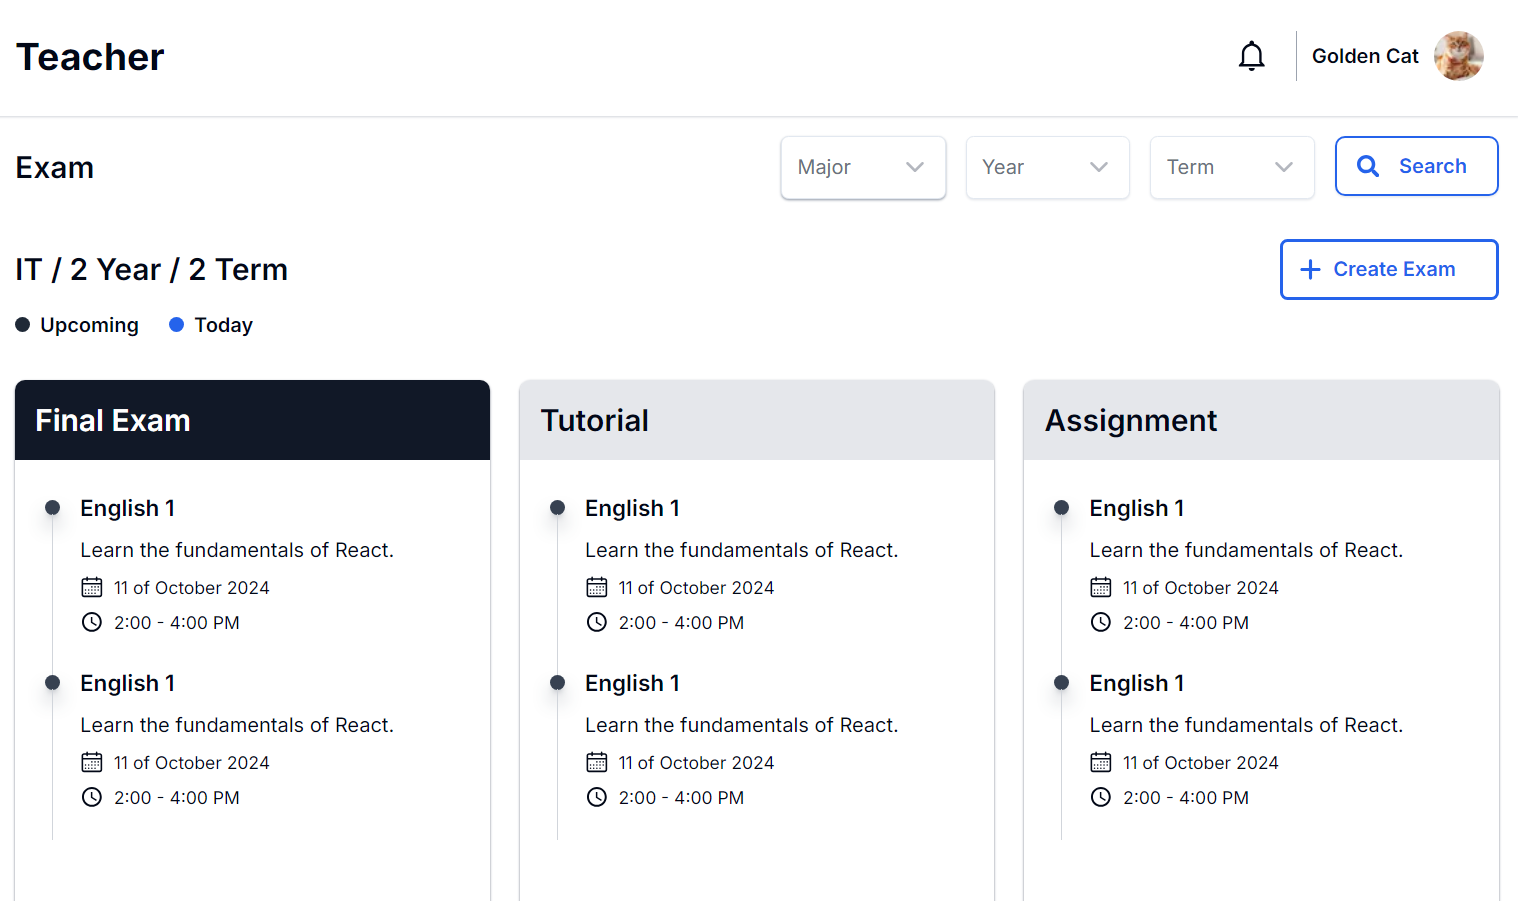 Teacher
Golden Cat
Exam
Major
Year
Term
Search
IT / 2 Year / 2 Term
Create Exam
Upcoming
Today
Final Exam
English 1
Learn the fundamentals of React.
11 of October 2024
2:00 - 4:00 PM
English 1
Learn the fundamentals of React.
11 of October 2024
2:00 - 4:00 PM
Tutorial
English 1
Learn the fundamentals of React.
11 of October 2024
2:00 - 4:00 PM
English 1
Learn the fundamentals of React.
11 of October 2024
2:00 - 4:00 PM
Assignment
English 1
Learn the fundamentals of React.
11 of October 2024
2:00 - 4:00 PM
English 1
Learn the fundamentals of React.
11 of October 2024
2:00 - 4:00 PM